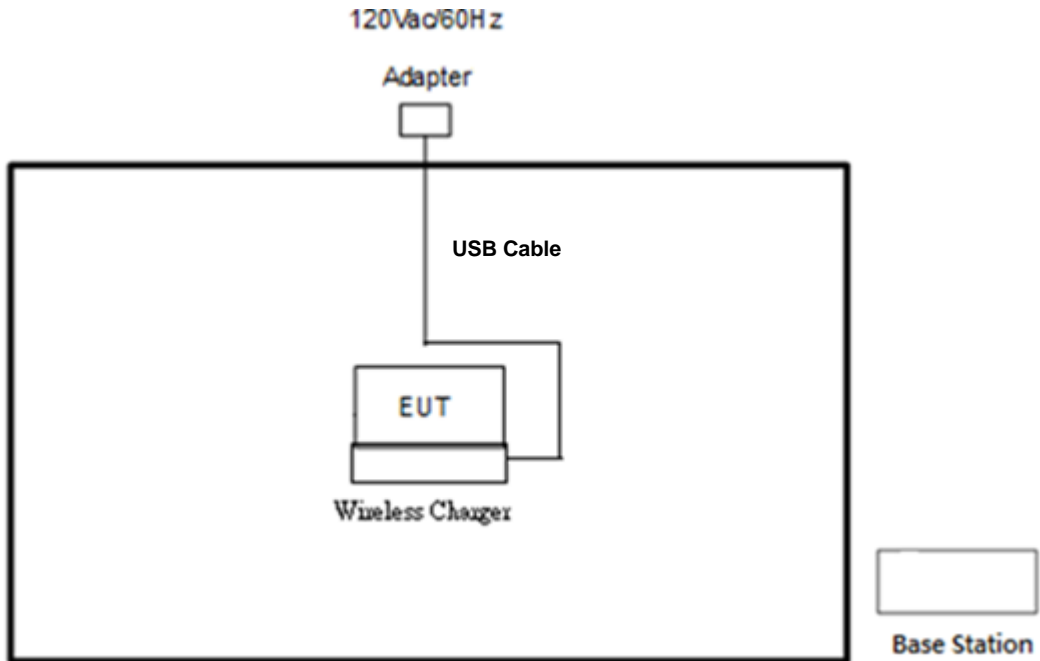 120Vac/60Hz
Adapter
USB Cable
EUT
Wireless Charger
Base Station